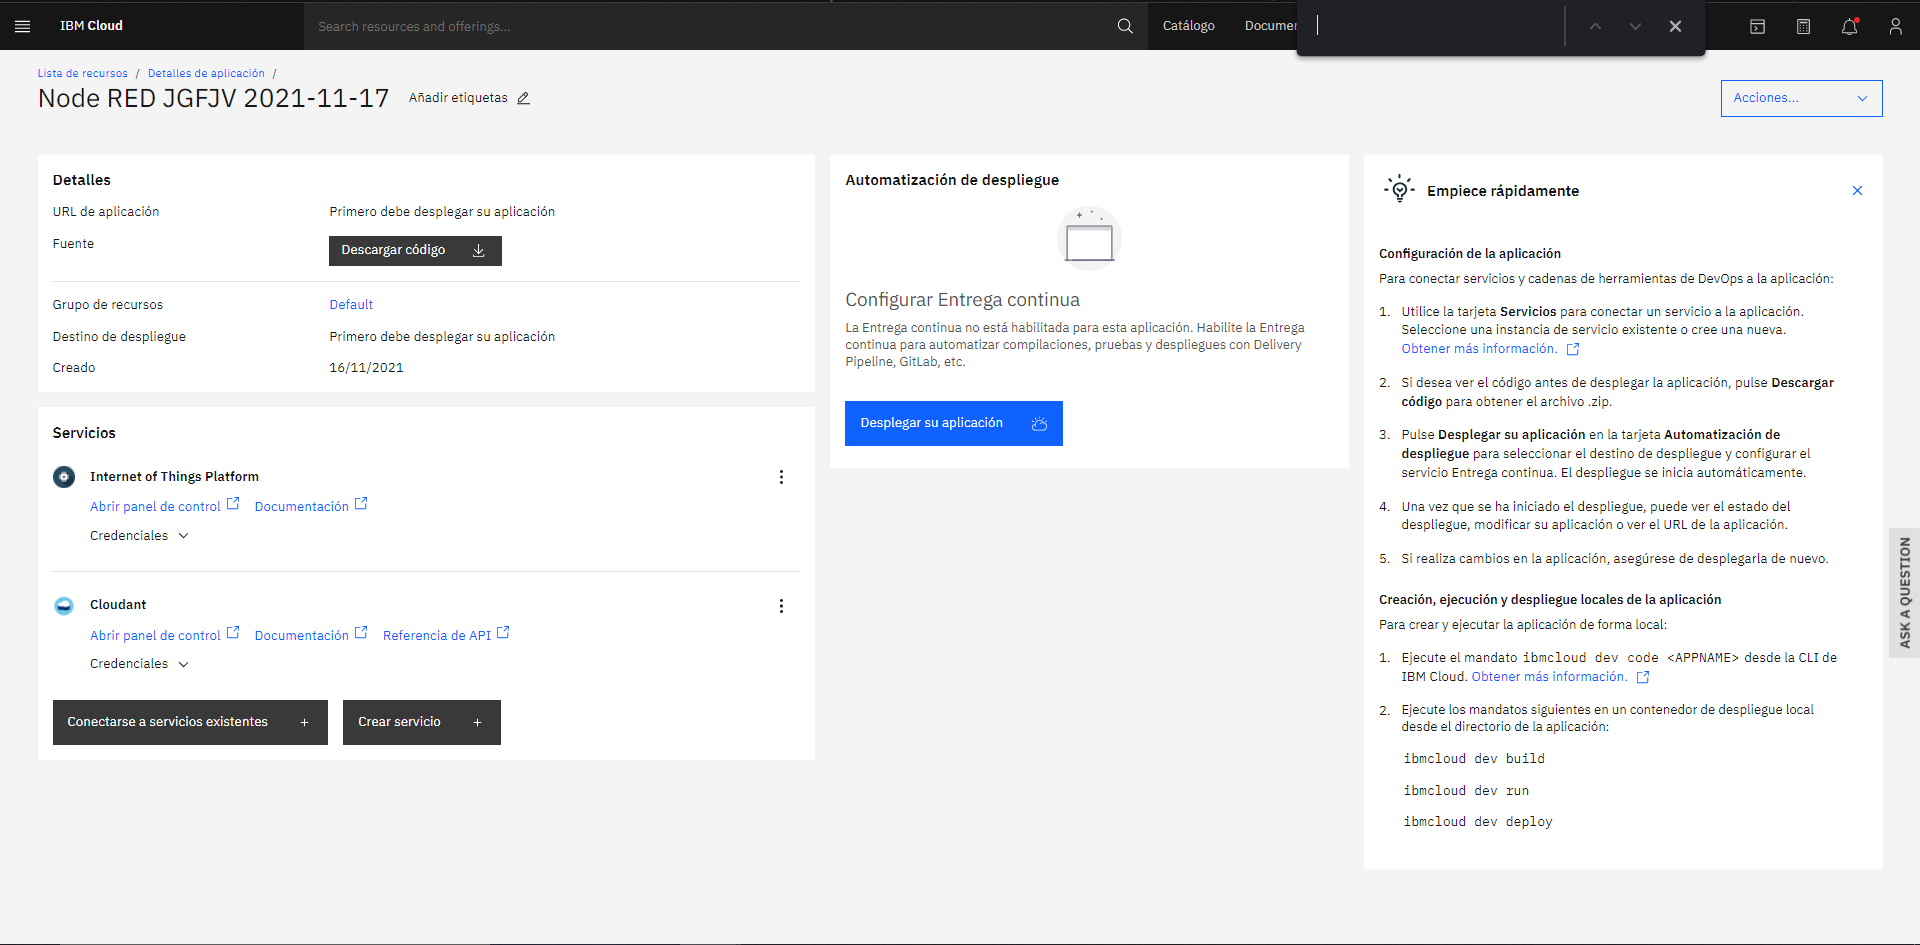 IBM Cloud
Search resources and offerings...
Catálogo
Documen
Lista de recursos / Detalles de aplicación /
Node RED JGFJV 2021-11-17
Añadir etiquetas
Acciones...
Detalles
URL de aplicación
Primero debe desplegar su aplicación
Fuente
Descargar código
Grupo de recursos
Default
Destino de despliegue
Primero debe desplegar su aplicación
Creado
16/11/2021
Servicios
Internet of Things Platform
Abrir panel de control
Documentación
Credenciales
Cloudant
Abrir panel de control
Documentación
Referencia de API
Credenciales
Conectarse a servicios existentes +
Crear servicio +
Automatización de despliegue
Configurar Entrega continua
La Entrega continua no está habilitada para esta aplicación. Habilite la Entrega
continua para automatizar compilaciones, pruebas y despliegues con Delivery
Pipeline, GitLab, etc.
Desplegar su aplicación
Empiece rápidamente
Configuración de la aplicación
Para conectar servicios y cadenas de herramientas de DevOps a la aplicación:
1. Utilice la tarjeta Servicios para conectar un servicio a la aplicación.
Seleccione una instancia de servicio existente o cree una nueva.
Obtener más información.
2. Si desea ver el código antes de desplegar la aplicación, pulse Descargar
código para obtener el archivo .zip.
3. Pulse Desplegar su aplicación en la tarjeta Automatización de
despliegue para seleccionar el destino de despliegue y configurar el
servicio Entrega continua. El despliegue se inicia automáticamente.
4. Una vez que se ha iniciado el despliegue, puede ver el estado del
despliegue, modificar su aplicación o ver el URL de la aplicación.
5. Si realiza cambios en la aplicación, asegúrese de desplegarla de nuevo.
Creación, ejecución y despliegue locales de la aplicación
Para crear y ejecutar la aplicación de forma local:
1. Ejecute el mandato ibmcloud dev code <APPNAME> desde la CLI de
IBM Cloud. Obtener más información.
2. Ejecute los mandatos siguientes en un contenedor de despliegue local
desde el directorio de la aplicación:
ibmcloud dev build
ibmcloud dev run
ibmcloud dev deploy
ASK A QUESTION